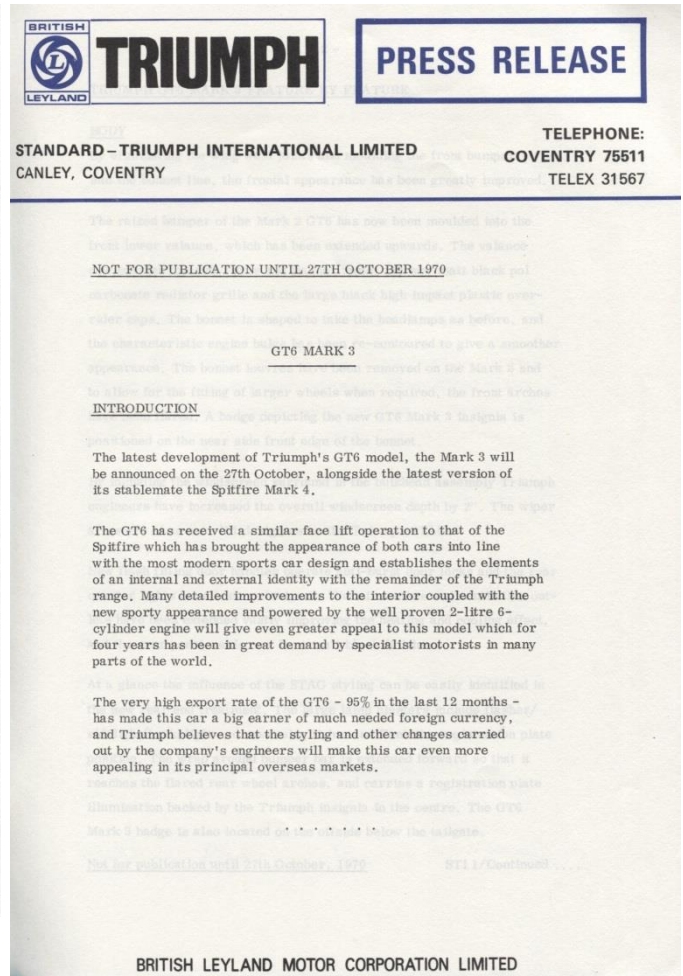 BRITISH
LEYLAND
TRIUMPH
PRESS RELEASE
STANDARD-TRIUMPH INTERNATIONAL LIMITED
CANLEY, COVENTRY
TELEPHONE:
COVENTRY 75511
TELEX 31567
NOT FOR PUBLICATION UNTIL 27TH OCTOBER 1970
GT6 MARK 3
INTRODUCTION
The latest development of Triumph's GT6 model, the Mark 3 will
be announced on the 27th October, alongside the latest version of
its stablemate the Spitfire Mark 4.
The GT6 has received a similar face lift operation to that of the
Spitfire which has brought the appearance of both cars into line
with the most modern sports car design and establishes the elements
of an internal and external identity with the remainder of the Triumph
range. Many detailed improvements to the interior coupled with the
new sporty appearance and powered by the well proven 2-litre 6-
cylinder engine will give even greater appeal to this model which for
four years has been in great demand by specialist motorists in many
parts of the world.
The very high export rate of the GT6 - 95% in the last 12 months -
has made this car a big earner of much needed foreign currency,
and Triumph believes that the styling and other changes carried
out by the company's engineers will make this car even more
appealing in its principal overseas markets.
. . . . . . .
BRITISH LEYLAND MOTOR CORPORATION LIMITED